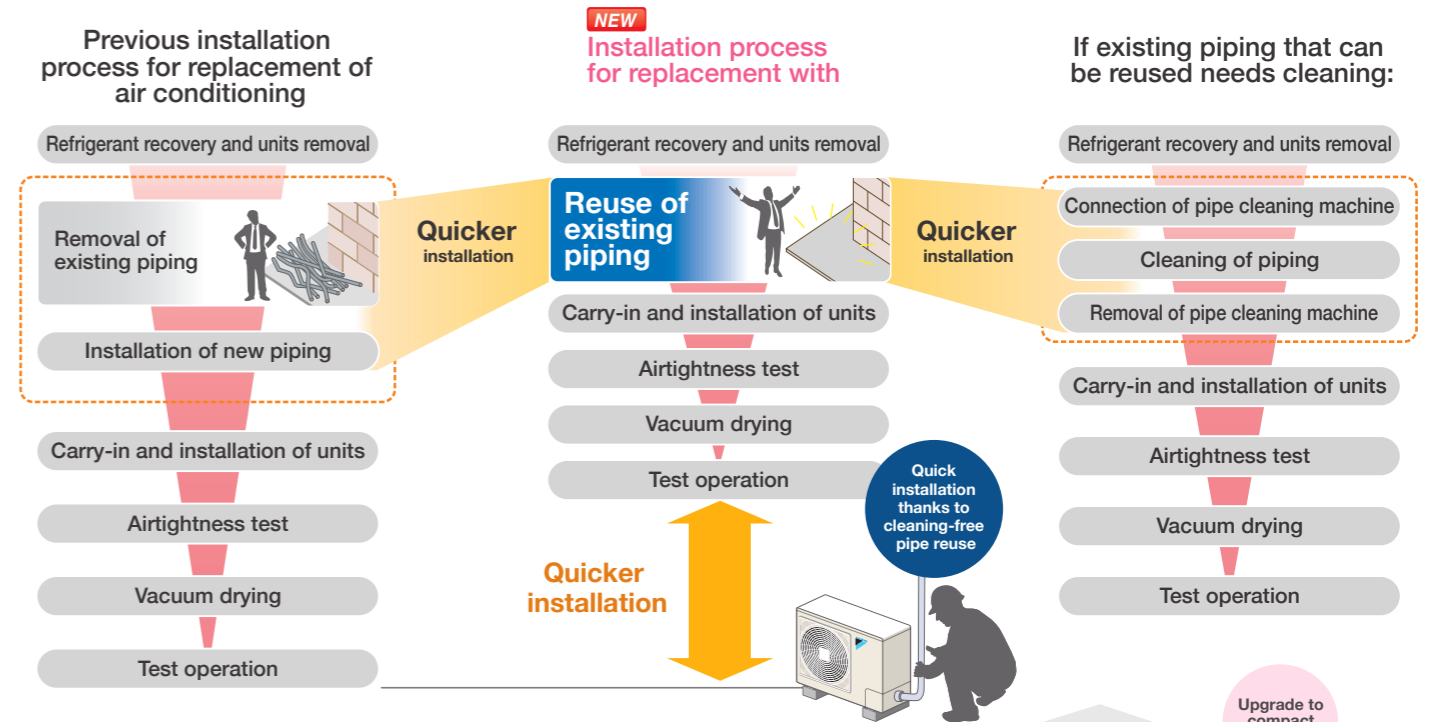 Previous installation
process for replacement of
air conditioning
Refrigerant recovery and units removal
Removal of
existing piping
Installation of new piping
Carry-in and installation of units
Airtightness test
Vacuum drying
Test operation
Quicker
installation
NEW
Installation process
for replacement with
Refrigerant recovery and units removal
Reuse of
existing
piping
Carry-in and installation of units
Airtightness test
Vacuum drying
Test operation
Quicker
installation
Quick
installation
thanks to
cleaning-free
pipe reuse
Quicker
installation
If existing piping that can
be reused needs cleaning:
Refrigerant recovery and units removal
Connection of pipe cleaning machine
Cleaning of piping
Removal of pipe cleaning machine
Carry-in and installation of units
Airtightness test
Vacuum drying
Test operation
Upgrade to
compact